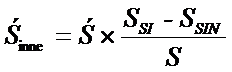 Ś_inne = Ś × (S_SI - S_SIN) / S